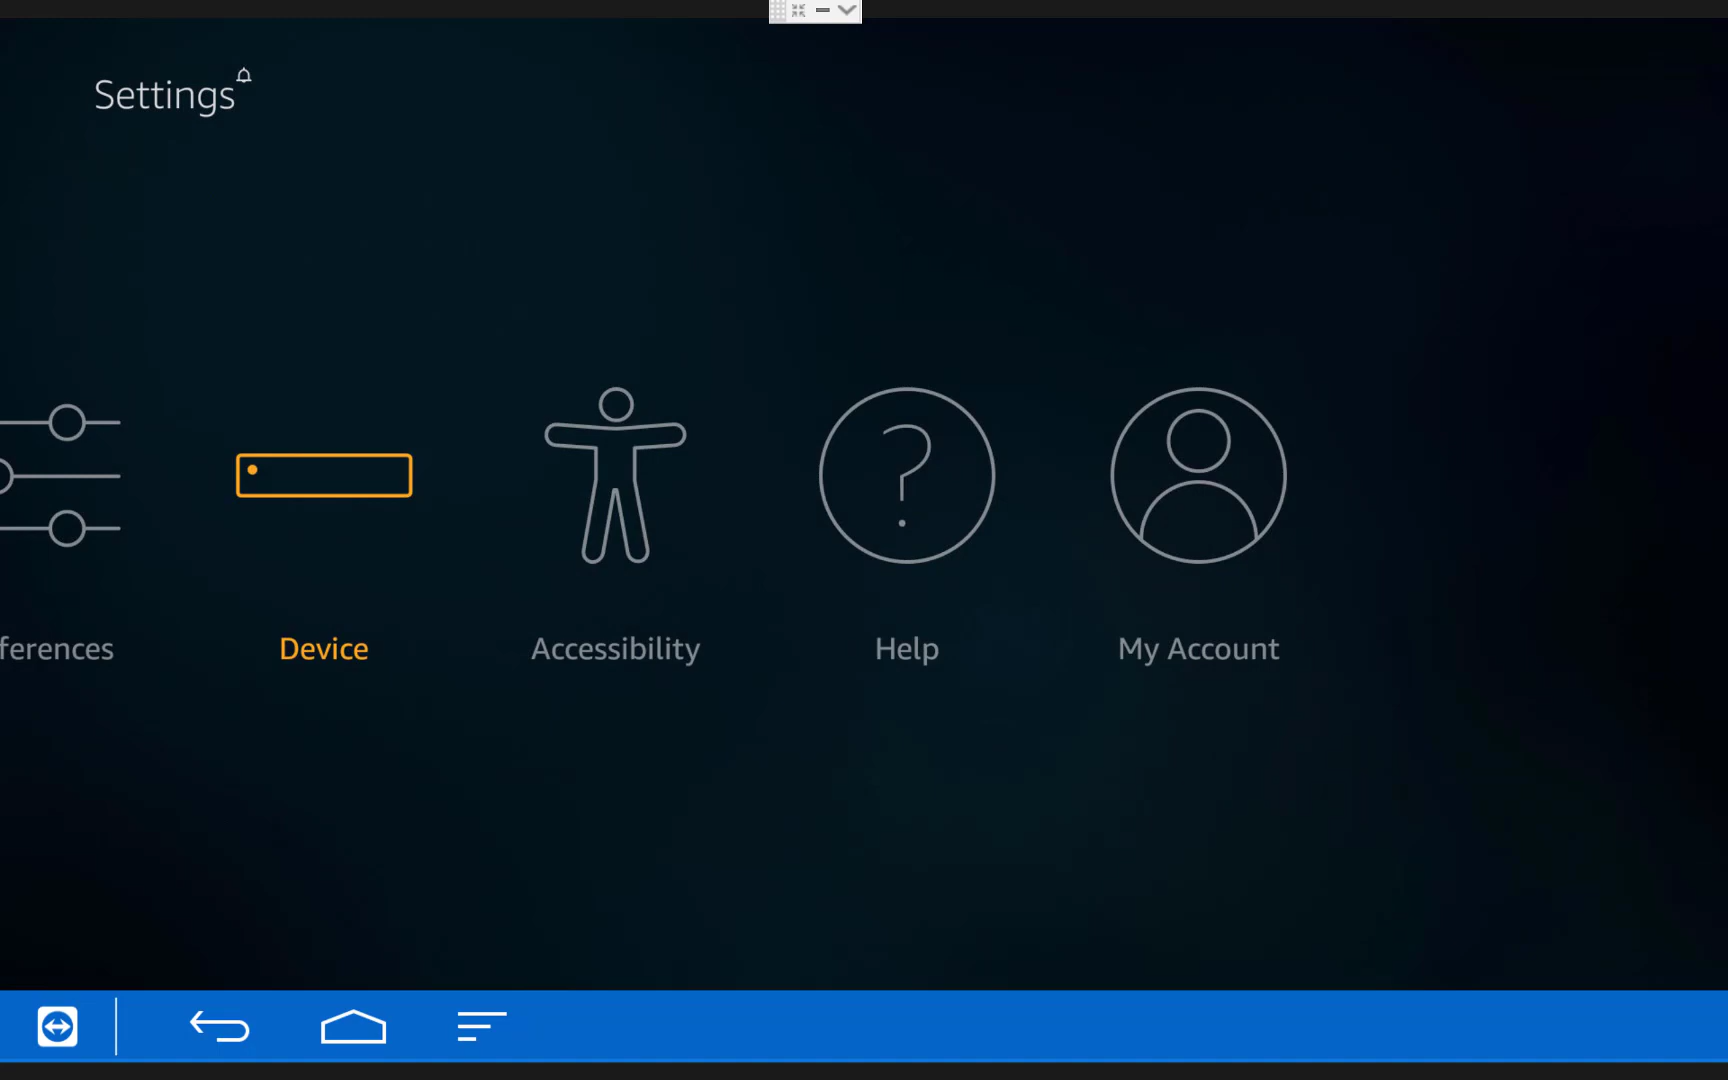 Settings
ferences
Device
Accessibility
Help
My Account